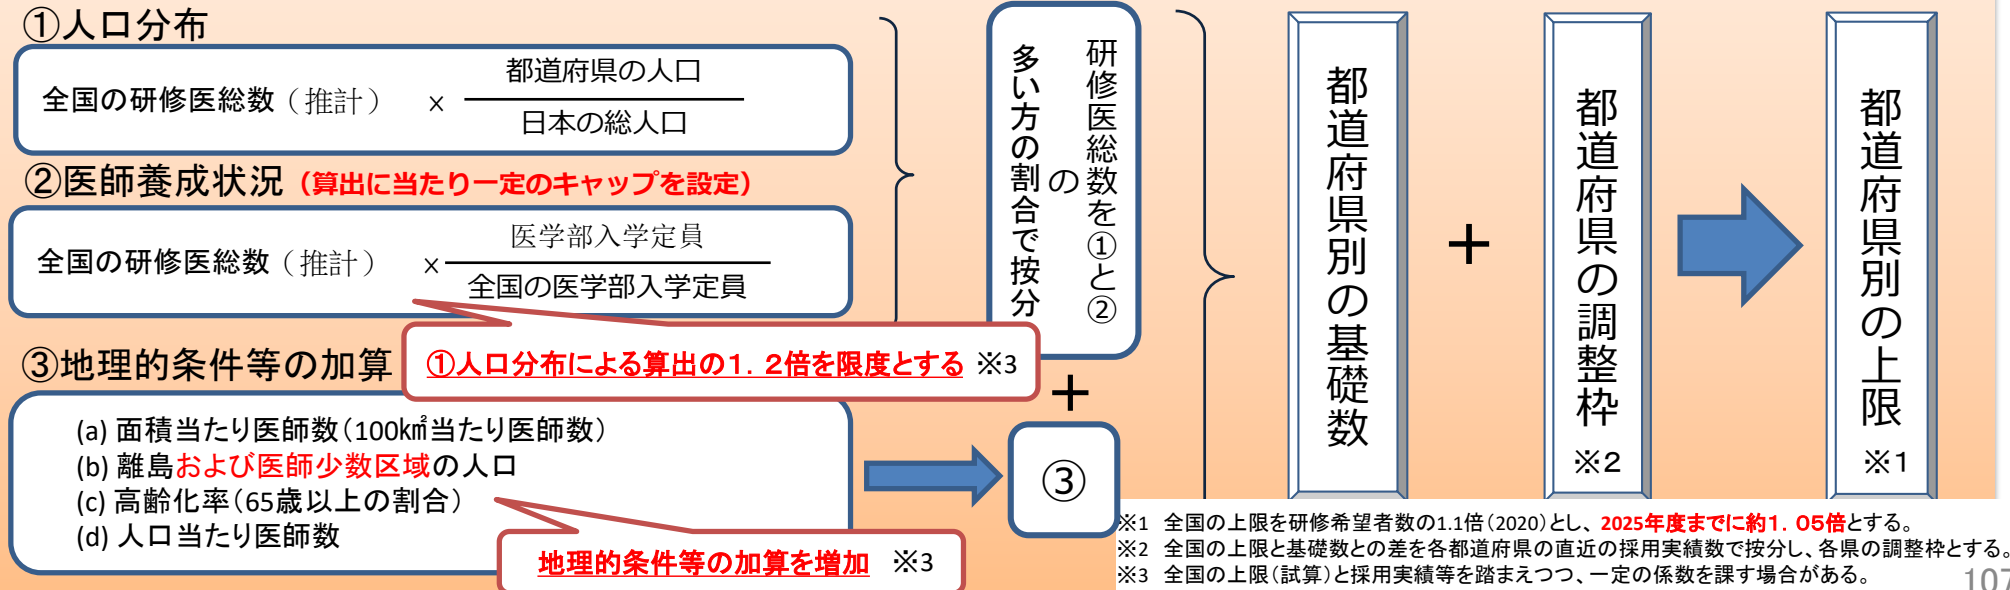 ①人口分布
全国の研修医総数（推計） × 都道府県の人口
日本の総人口
②医師養成状況（算出に当たり一定のキャップを設定）
全国の研修医総数（推計） × 医学部入学定員
全国の医学部入学定員
①人口分布による算出の1．2倍を限度とする ※3
③地理的条件等の加算
(a) 面積当たり医師数（100㎢当たり医師数）
(b) 離島および医師少数区域の人口
(c) 高齢化率（65歳以上の割合）
(d) 人口当たり医師数
地理的条件等の加算を増加 ※3
研修医総数を①と②
の
多い方の割合で按分
＋
③
都道府県別の基礎数
＋
都道府県の調整枠
※2
都道府県別の上限
※1
※1 全国の上限を研修希望者数の1.1倍（2020）とし、2025年度までに約1．05倍とする。
※2 全国の上限と基礎数との差を各都道府県の直近の採用実績数で按分し、各県の調整枠とする。
※3 全国の上限（試算）と採用実績等を踏まえつつ、一定の係数を課す場合がある。
107